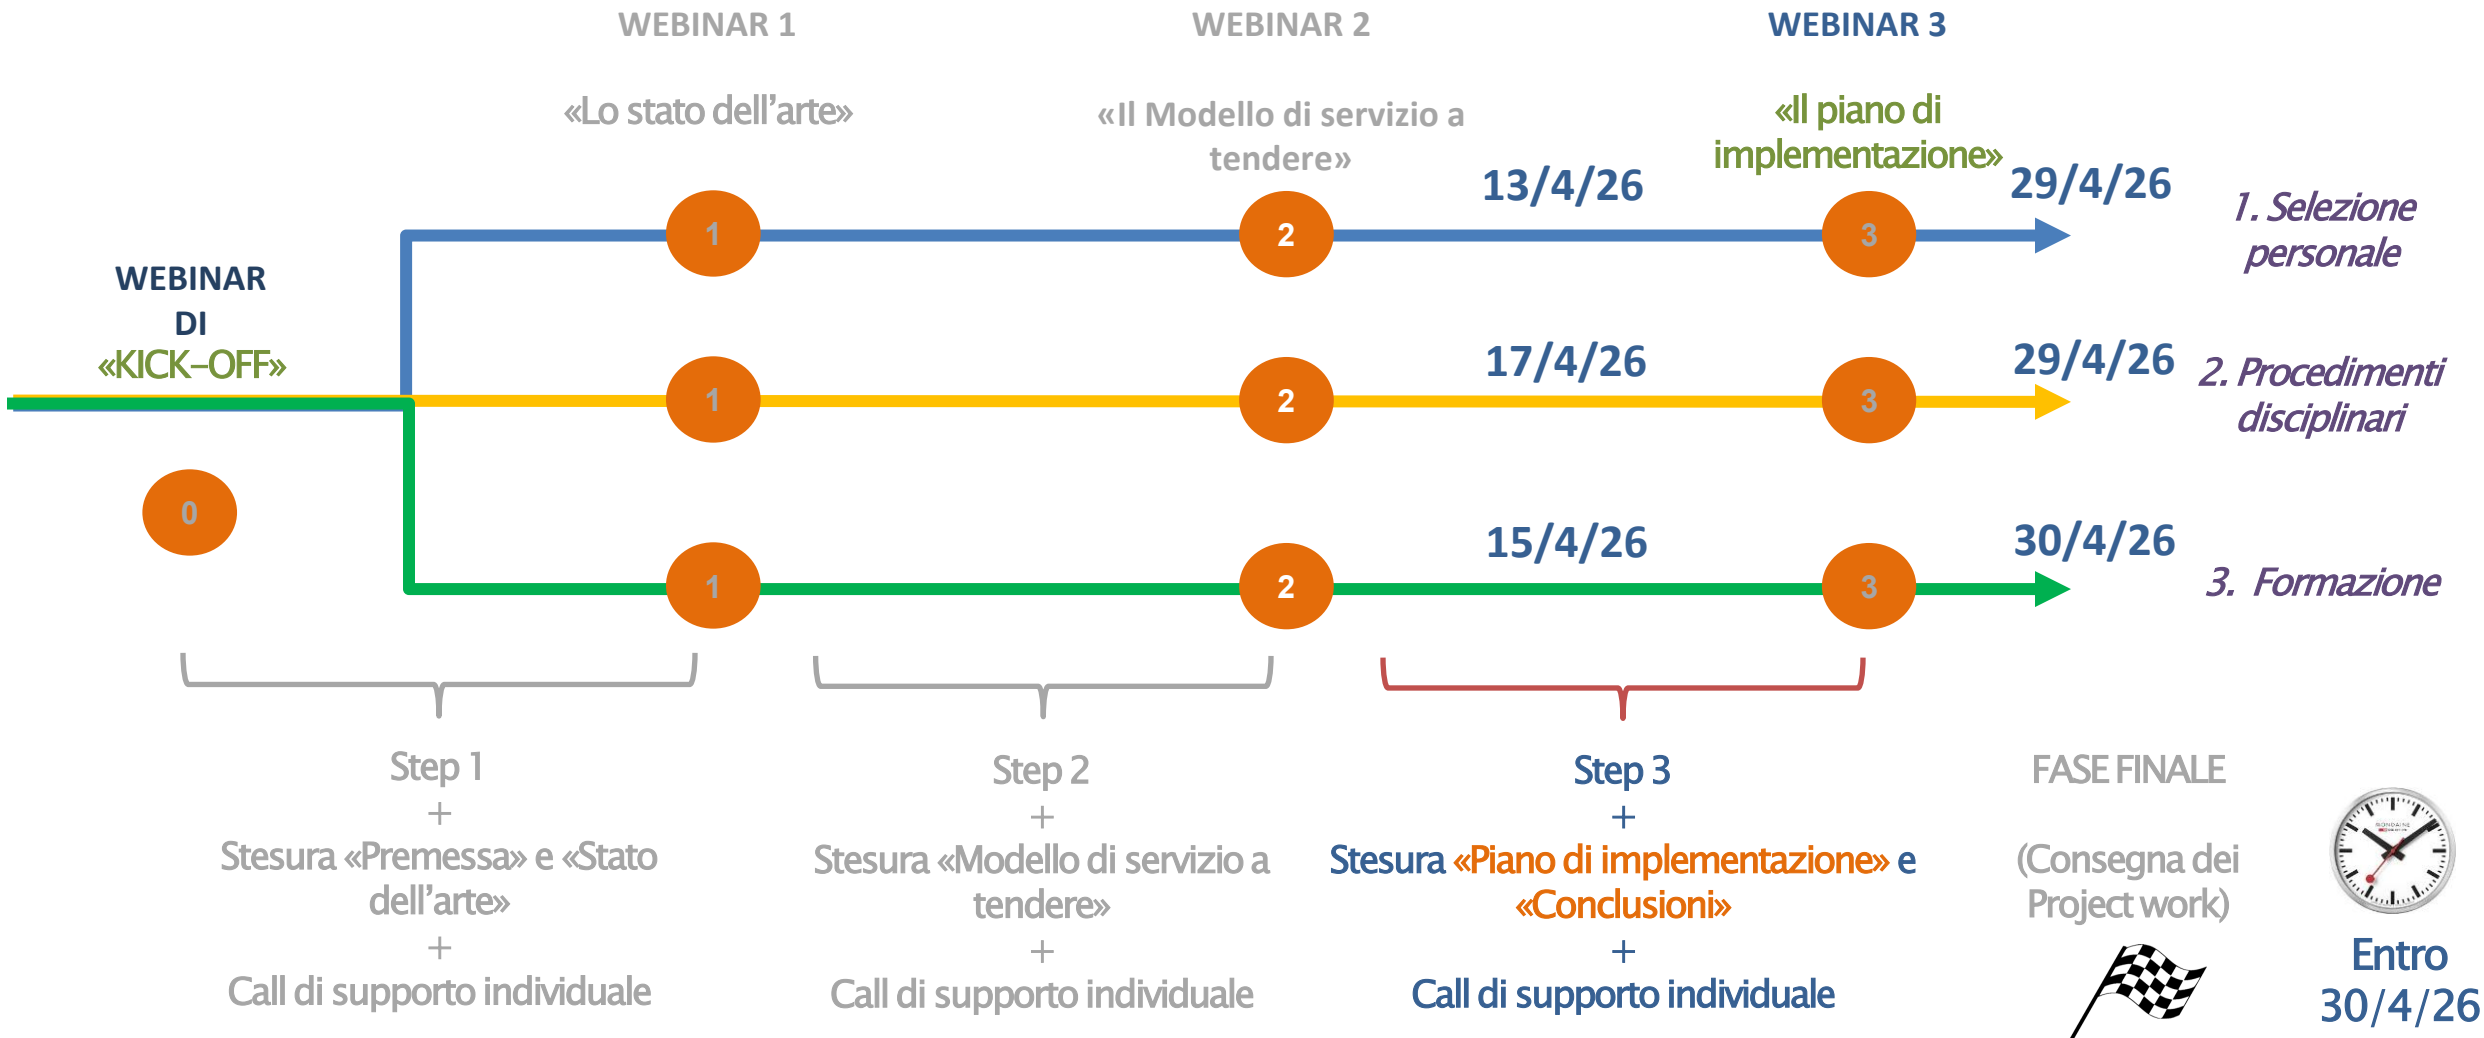 WEBINAR 1
«Lo stato dell'arte»
WEBINAR 2
«Il Modello di servizio a
tendere»
WEBINAR 3
«Il piano di
implementazione»
13/4/26
29/4/26
1
2
3
1. Selezione
personale
WEBINAR
DI
«KICK–OFF»
17/4/26
29/4/26
1
2
3
2. Procedimenti
disciplinari
0
15/4/26
30/4/26
1
2
3
3. Formazione
Step 1
+
Stesura «Premessa» e «Stato
dell'arte»
+
Call di supporto individuale
Step 2
+
Stesura «Modello di servizio a
tendere»
+
Call di supporto individuale
Step 3
+
Stesura «Piano di implementazione» e
«Conclusioni»
+
Call di supporto individuale
FASE FINALE
(Consegna dei
Project work)
MONDAINE
Entro
30/4/26